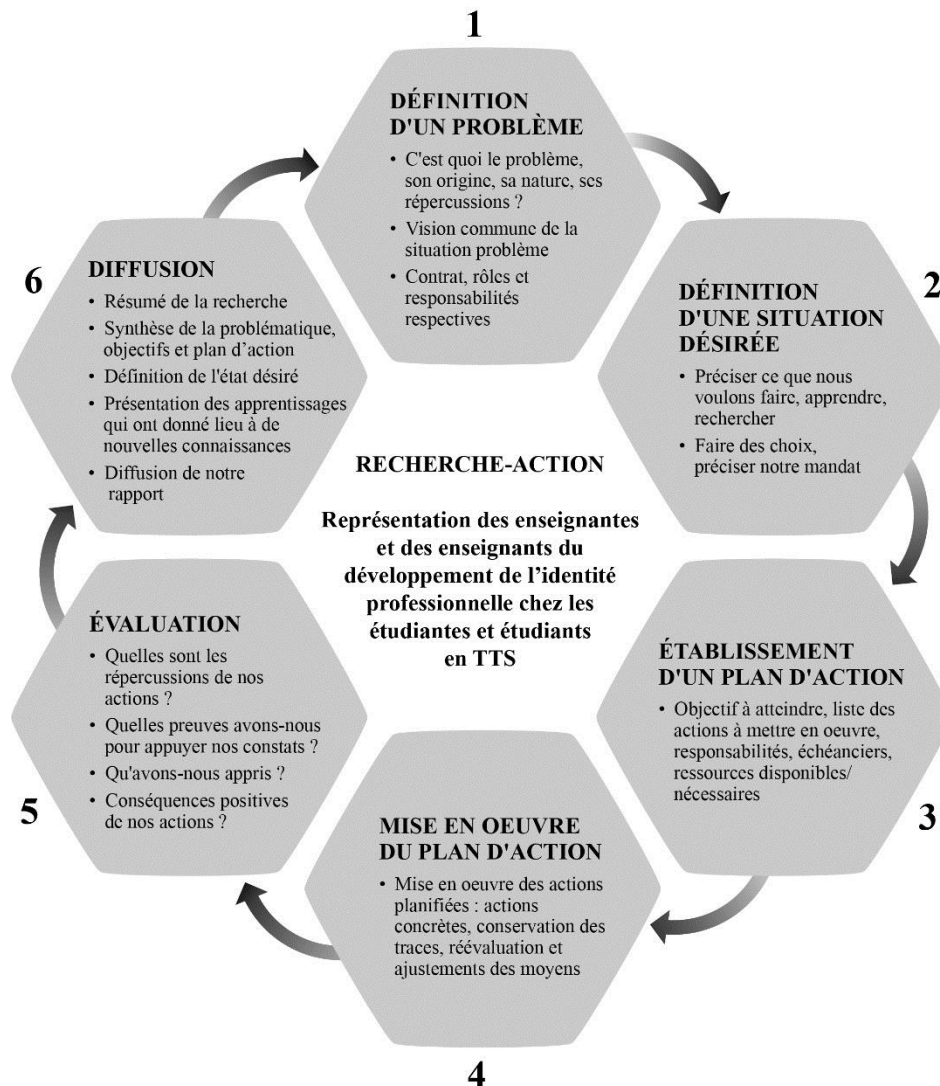 1
DÉFINITION
D'UN PROBLÈME
• C'est quoi le problème,
son origine, sa nature, ses
répercussions ?
• Vision commune de la
situation problème
• Contrat, rôles et
responsabilités
respectives
2
DÉFINITION
D'UNE SITUATION
DÉSIRÉE
• Préciser ce que nous
voulons faire, apprendre,
rechercher
• Faire des choix,
préciser notre mandat
3
ÉTABLISSEMENT
D'UN PLAN D'ACTION
• Objectif à atteindre, liste des
actions à mettre en oeuvre,
responsabilités, échéanciers,
ressources disponibles/
nécessaires
4
MISE EN OEUVRE
DU PLAN D'ACTION
• Mise en oeuvre des actions
planifiées : actions
concrètes, conservation des
traces, réévaluation et
ajustements des moyens
5
ÉVALUATION
• Quelles sont les
répercussions de nos
actions ?
• Quelles preuves avons-nous
pour appuyer nos constats ?
• Qu'avons-nous appris ?
• Conséquences positives
de nos actions ?
6
DIFFUSION
• Résumé de la recherche
• Synthèse de la problématique,
objectifs et plan d'action
• Définition de l'état désiré
• Présentation des apprentissages
qui ont donné lieu à de
nouvelles connaissances
• Diffusion de notre
rapport
RECHERCHE-ACTION
Représentation des enseignantes
et des enseignants du
développement de l'identité
professionnelle chez les
étudiantes et étudiants
en TTS